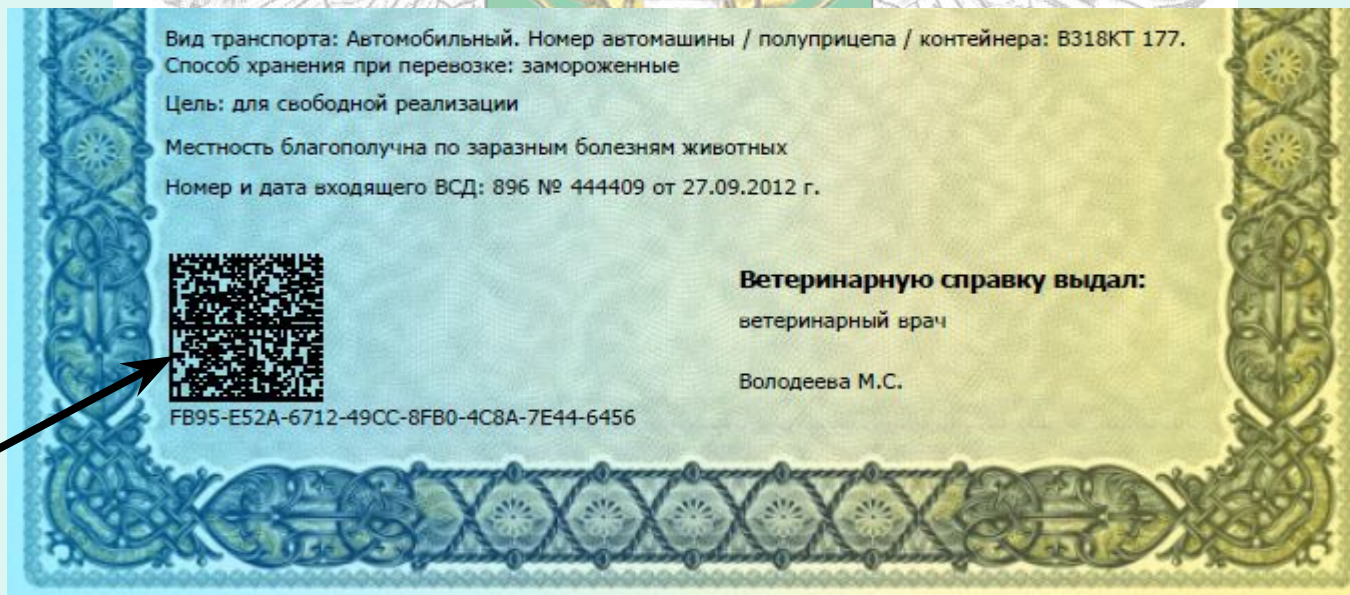 Вид транспорта: Автомобильный. Номер автомашины / полуприцепа / контейнера: В318КТ 177.
Способ хранения при перевозке: замороженные
Цель: для свободной реализации
Местность благополучна по заразным болезням животных
Номер и дата входящего ВСД: 896 № 444409 от 27.09.2012 г.
Ветеринарную справку выдал:
ветеринарный врач
Володеева М.С.
FB95-E52A-6712-49CC-8FB0-4C8A-7E44-6456